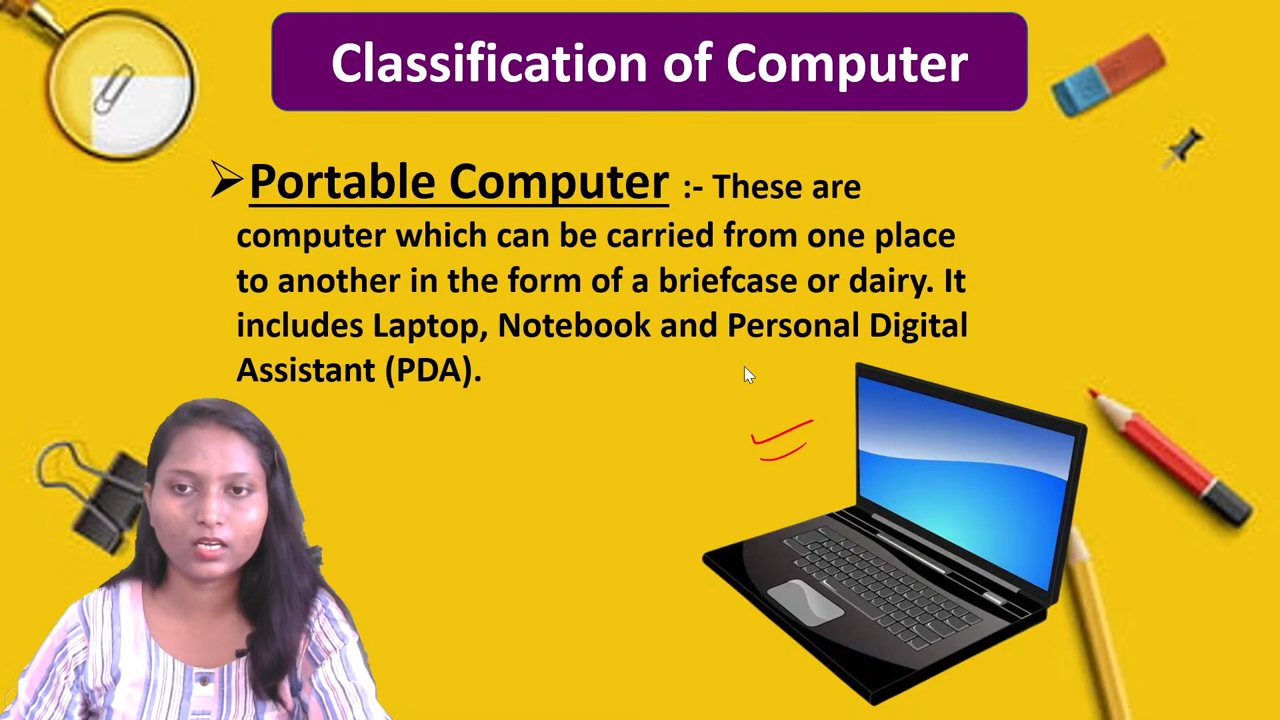 Classification of Computer
Portable Computer :- These are
computer which can be carried from one place
to another in the form of a briefcase or dairy. It
includes Laptop, Notebook and Personal Digital
Assistant (PDA).